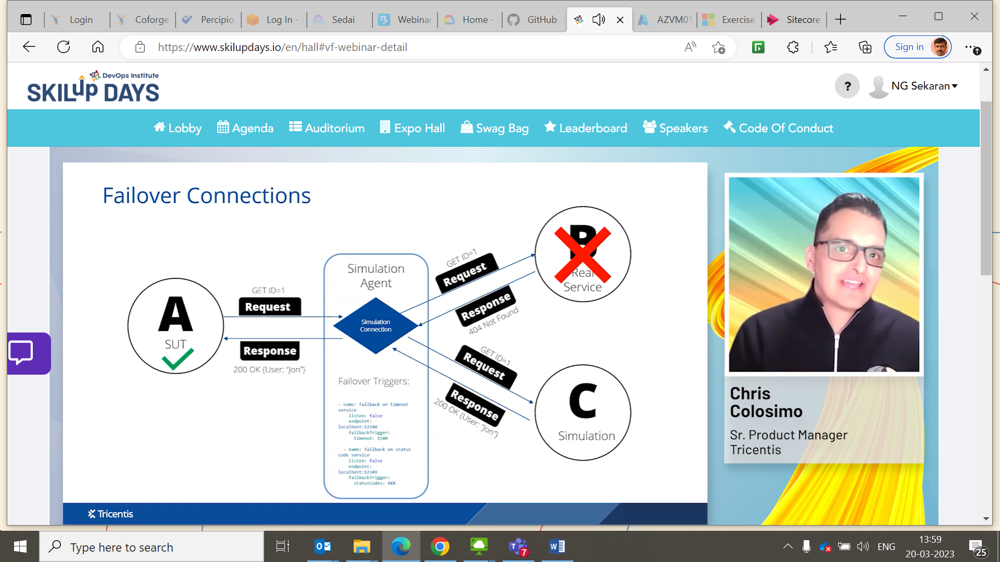 Login
Coforge
Percipio
Log In -
Sedai
Webinar
Home -
GitHub
AZVM01
Exercise
Sitecore
https://www.skilupdays.io/en/hall#vf-webinar-detail
Sign in
DevOps Institute
SKILup DAYS
?
NG Sekaran
Lobby
Agenda
Auditorium
Expo Hall
Swag Bag
Leaderboard
Speakers
Code Of Conduct
Failover Connections
A
SUT
GET ID=1
Request
Response
200 OK {User: “Jon”}
Simulation
Agent
Simulation
Connection
Failover Triggers:
- name: fallback on timeout
service
listen: false
endpoint:
localhost:12348
fallbackTrigger:
timeout: 1500
- name: fallback on status
code service
listen: false
endpoint:
localhost:12349
fallbackTrigger:
statusCodes: 4XX
GET ID=1
Request
Response
404 Not Found
B
Real
Service
GET ID=1
Request
Response
200 OK {User: “Jon”}
C
Simulation
Tricentis
Chris
Colosimo
Sr. Product Manager
Tricentis
Type here to search
7
ENG
13:59
20-03-2023
25